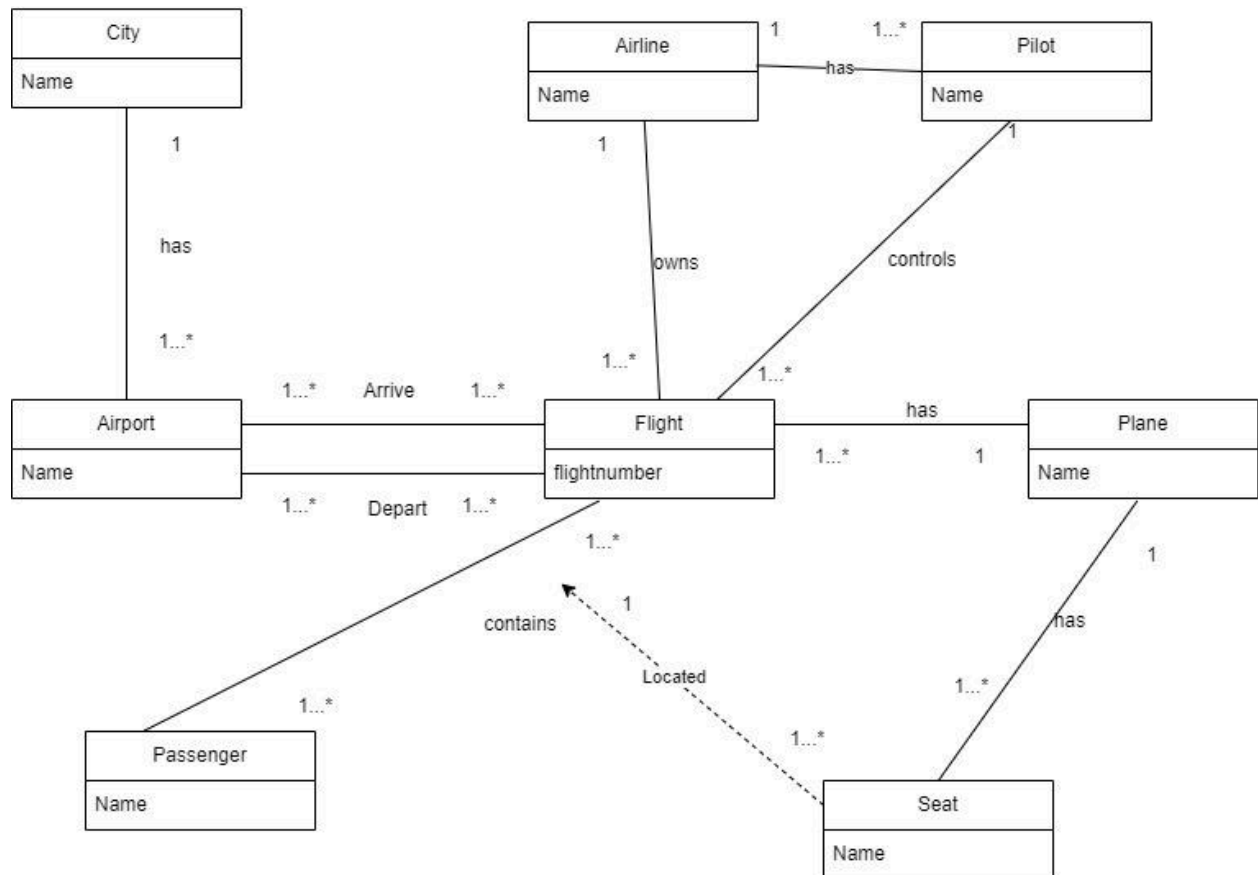 City
Name
1
has
1...*
Airline
Name
1
has
1...*
Pilot
Name
1
owns
1...*
1
controls
1...*
Airport
Name
1...* Arrive 1...*
1...* Depart 1...*
Flight
flightnumber
has
1...* 1
Plane
Name
1...*
contains
1...*
Passenger
Name
1
Located
1...*
1
has
1...*
Seat
Name